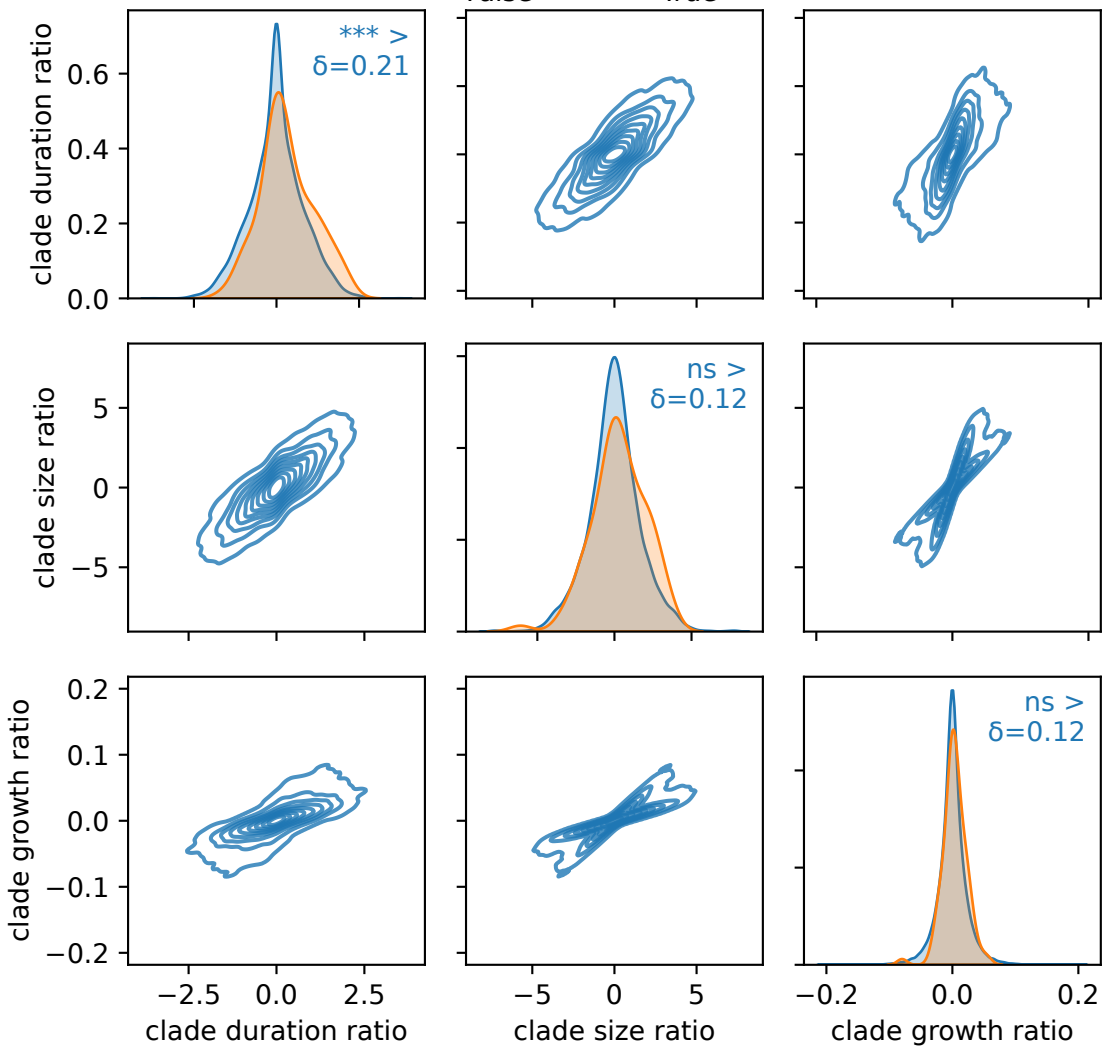 *** >
δ=0.21
clade duration ratio
0.6
0.4
0.2
0.0
ns >
δ=0.12
clade size ratio
5
0
−5
ns >
δ=0.12
clade growth ratio
0.2
0.1
0.0
−0.1
−0.2
−2.5 0.0 2.5
−5 0 5
−0.2 0.0 0.2
clade duration ratio
clade size ratio
clade growth ratio